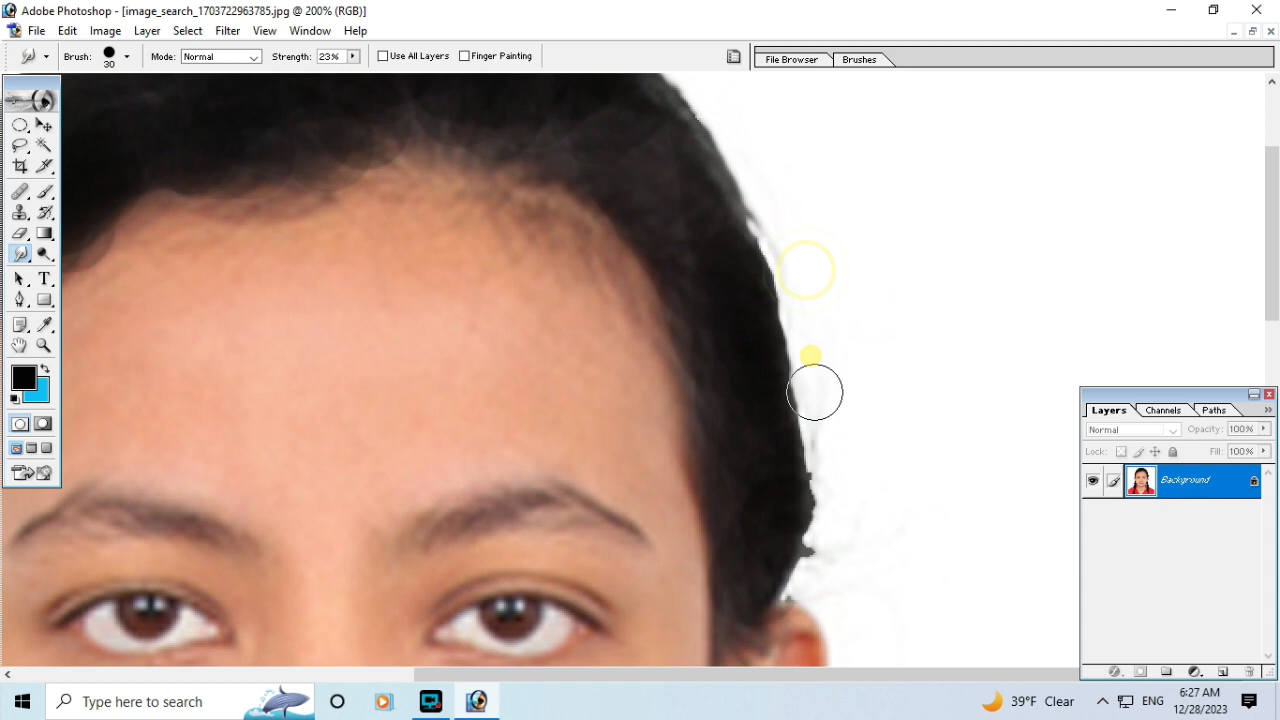 Adobe Photoshop - [image_search_1703722963785.jpg @ 200% (RGB)]
File Edit Image Layer Select Filter View Window Help
Brush: 30 Mode: Normal Strength: 23% Use All Layers Finger Painting File Browser Brushes
T
Layers Channels Paths
Normal Opacity: 100%
Lock: Fill: 100%
Background
Type here to search
39°F Clear
ENG
6:27 AM
12/28/2023